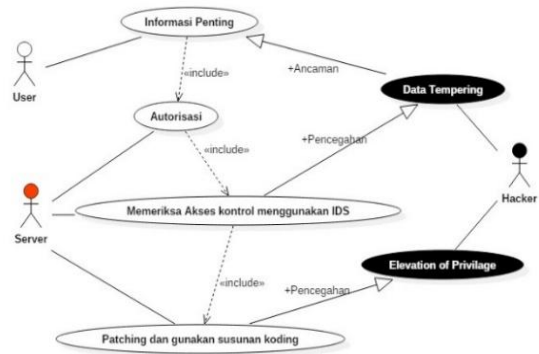 Informasi Penting
«include»
+Ancaman
User
Data Tempering
Autorisasi
«include»
+Pencegahan
Hacker
Memeriksa Akses kontrol menggunakan IDS
Server
Elevation of Privilage
«include»
+Pencegahan
Patching dan gunakan susunan koding